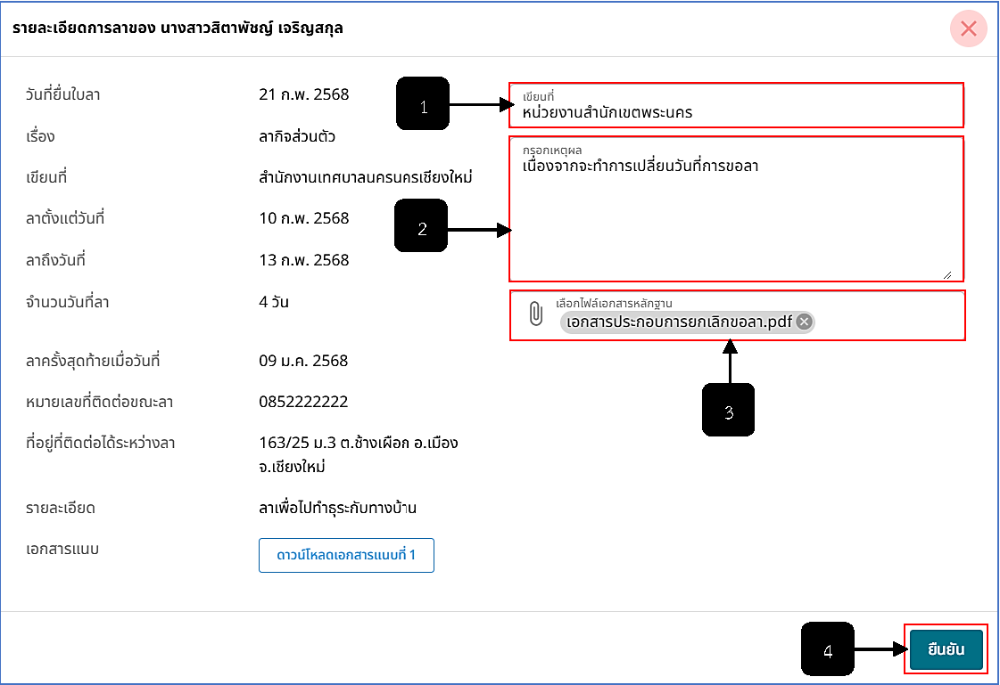 รายละเอียดการลาของ นางสาวสิตาพัชญ์ เจริญสกุล
วันที่ยื่นใบลา 21 ก.พ. 2568
เรื่อง ลากิจส่วนตัว
เขียนที่ สำนักงานเทศบาลนครนครเชียงใหม่
ลาตั้งแต่วันที่ 10 ก.พ. 2568
ลาถึงวันที่ 13 ก.พ. 2568
จำนวนวันที่ลา 4 วัน
ลาครั้งสุดท้ายเมื่อวันที่ 09 ม.ค. 2568
หมายเลขที่ติดต่อขณะลา 0852222222
ที่อยู่ที่ติดต่อได้ระหว่างลา 163/25 ม.3 ต.ช้างเผือก อ.เมือง
จ.เชียงใหม่
รายละเอียด ลาเพื่อไปทำธุระกับทางบ้าน
เอกสารแนบ ดาวน์โหลดเอกสารแนบที่ 1
1
เขียนที่
หน่วยงานสำนักเขตพระนคร
2
กรอกเหตุผล
เนื่องจากจะทำการเปลี่ยนวันที่การขอลา
เลือกไฟล์เอกสารหลักฐาน
เอกสารประกอบการยกเลิกขอลา.pdf
3
4
ยืนยัน